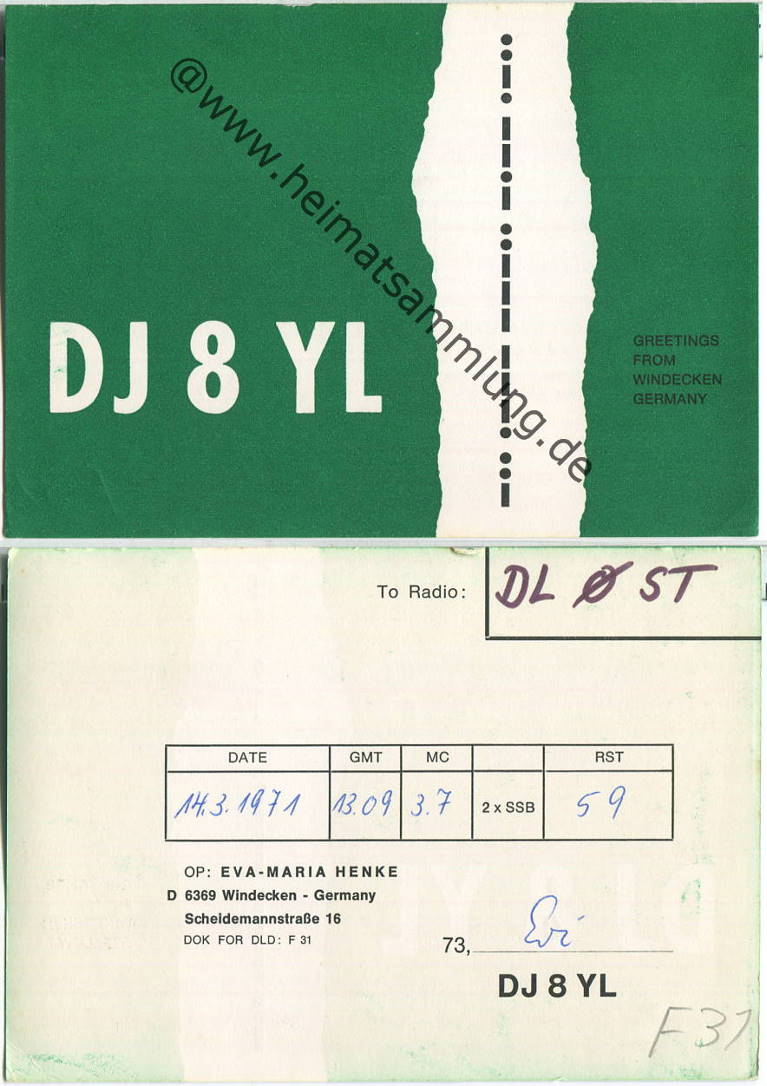 @www.heimatsammlung.de
DJ 8 YL
GREETINGS
FROM
WINDECKEN
GERMANY
To Radio: DL Ø ST
DATE GMT MC RST
14.3.1971 13.09 3.7 2 x SSB 59
OP: EVA-MARIA HENKE
D 6369 Windecken - Germany
Scheidemannstraße 16
DOK FOR DLD: F 31
73, Evi
DJ 8 YL
F31